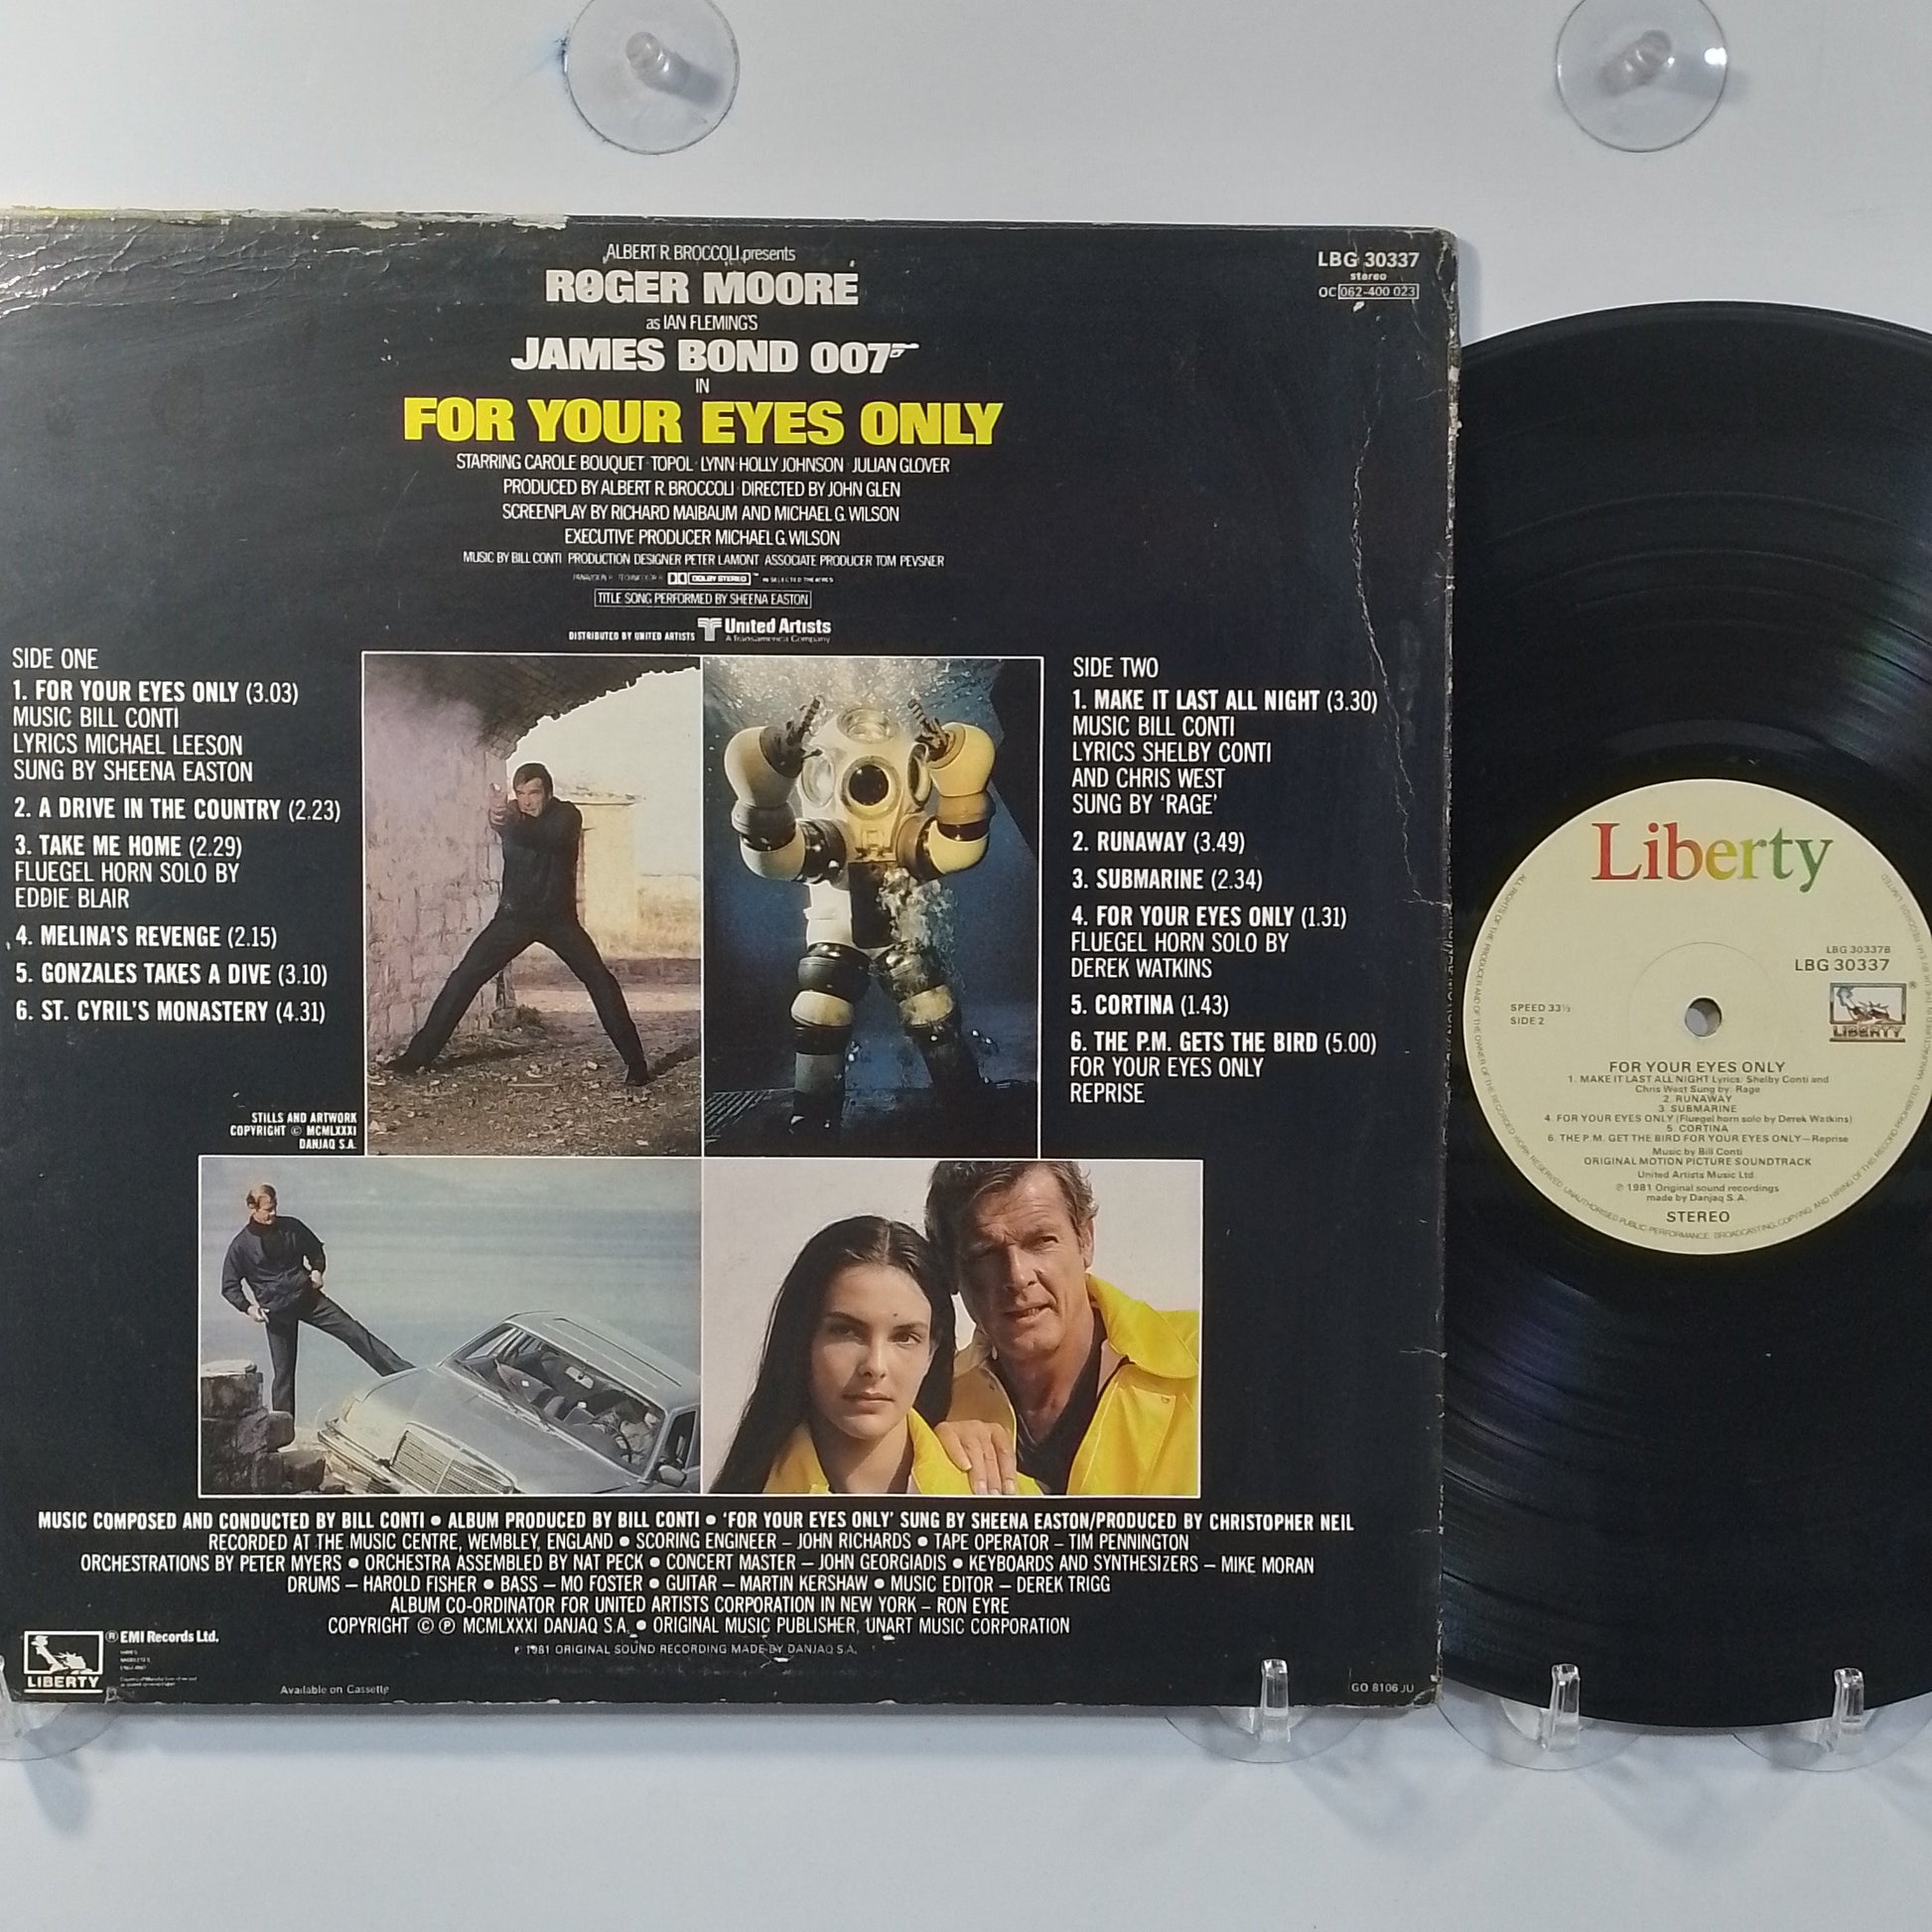 ALBERT R. BROCCOLI presents
ROGER MOORE
as IAN FLEMING'S
JAMES BOND 007
IN
FOR YOUR EYES ONLY
STARRING CAROLE BOUQUET · TOPOL · LYNN-HOLLY JOHNSON · JULIAN GLOVER
PRODUCED BY ALBERT R. BROCCOLI · DIRECTED BY JOHN GLEN
SCREENPLAY BY RICHARD MAIBAUM AND MICHAEL G. WILSON
EXECUTIVE PRODUCER MICHAEL G. WILSON
MUSIC BY BILL CONTI PRODUCTION DESIGNER PETER LAMONT ASSOCIATE PRODUCER TOM PEVSNER
DOLBY STEREO ™ IN SELECTED THEATRES
TITLE SONG PERFORMED BY SHEENA EASTON
DISTRIBUTED BY UNITED ARTISTS United Artists
A Transamerica Company
LBG 30337
stereo
OC 062-400 023
SIDE ONE
1. FOR YOUR EYES ONLY (3.03)
MUSIC BILL CONTI
LYRICS MICHAEL LEESON
SUNG BY SHEENA EASTON
2. A DRIVE IN THE COUNTRY (2.23)
3. TAKE ME HOME (2.29)
FLUEGEL HORN SOLO BY
EDDIE BLAIR
4. MELINA'S REVENGE (2.15)
5. GONZALES TAKES A DIVE (3.10)
6. ST. CYRIL'S MONASTERY (4.31)
STILLS AND ARTWORK
COPYRIGHT © MCMLXXXI
DANJAQ S.A.
SIDE TWO
1. MAKE IT LAST ALL NIGHT (3.30)
MUSIC BILL CONTI
LYRICS SHELBY CONTI
AND CHRIS WEST
SUNG BY 'RAGE'
2. RUNAWAY (3.49)
3. SUBMARINE (2.34)
4. FOR YOUR EYES ONLY (1.31)
FLUEGEL HORN SOLO BY
DEREK WATKINS
5. CORTINA (1.43)
6. THE P.M. GETS THE BIRD (5.00)
FOR YOUR EYES ONLY
REPRISE
MUSIC COMPOSED AND CONDUCTED BY BILL CONTI ● ALBUM PRODUCED BY BILL CONTI ● 'FOR YOUR EYES ONLY' SUNG BY SHEENA EASTON/PRODUCED BY CHRISTOPHER NEIL
RECORDED AT THE MUSIC CENTRE, WEMBLEY, ENGLAND ● SCORING ENGINEER – JOHN RICHARDS ● TAPE OPERATOR – TIM PENNINGTON
ORCHESTRATIONS BY PETER MYERS ● ORCHESTRA ASSEMBLED BY NAT PECK ● CONCERT MASTER – JOHN GEORGIADIS ● KEYBOARDS AND SYNTHESIZERS – MIKE MORAN
DRUMS – HAROLD FISHER ● BASS – MO FOSTER ● GUITAR – MARTIN KERSHAW ● MUSIC EDITOR – DEREK TRIGG
ALBUM CO-ORDINATOR FOR UNITED ARTISTS CORPORATION IN NEW YORK – RON EYRE
COPYRIGHT © ℗ MCMLXXXI DANJAQ S.A. ● ORIGINAL MUSIC PUBLISHER, UNART MUSIC CORPORATION
℗ 1981 ORIGINAL SOUND RECORDING MADE BY DANJAQ S.A.
LIBERTY
® EMI Records Ltd.
Available on Cassette
GO 8106 JU
Liberty
LBG 30337B
LBG 30337
SPEED 33⅓
SIDE 2
LIBERTY
®
FOR YOUR EYES ONLY
1. MAKE IT LAST ALL NIGHT Lyrics: Shelby Conti and
Chris West Sung by: Rage
2. RUNAWAY
3. SUBMARINE
4. FOR YOUR EYES ONLY (Fluegel horn solo by Derek Watkins)
5. CORTINA
6. THE P.M. GET THE BIRD FOR YOUR EYES ONLY—Reprise
Music by Bill Conti
ORIGINAL MOTION PICTURE SOUNDTRACK
United Artists Music Ltd.
℗ 1981 Original sound recordings
made by Danjaq S.A.
STEREO